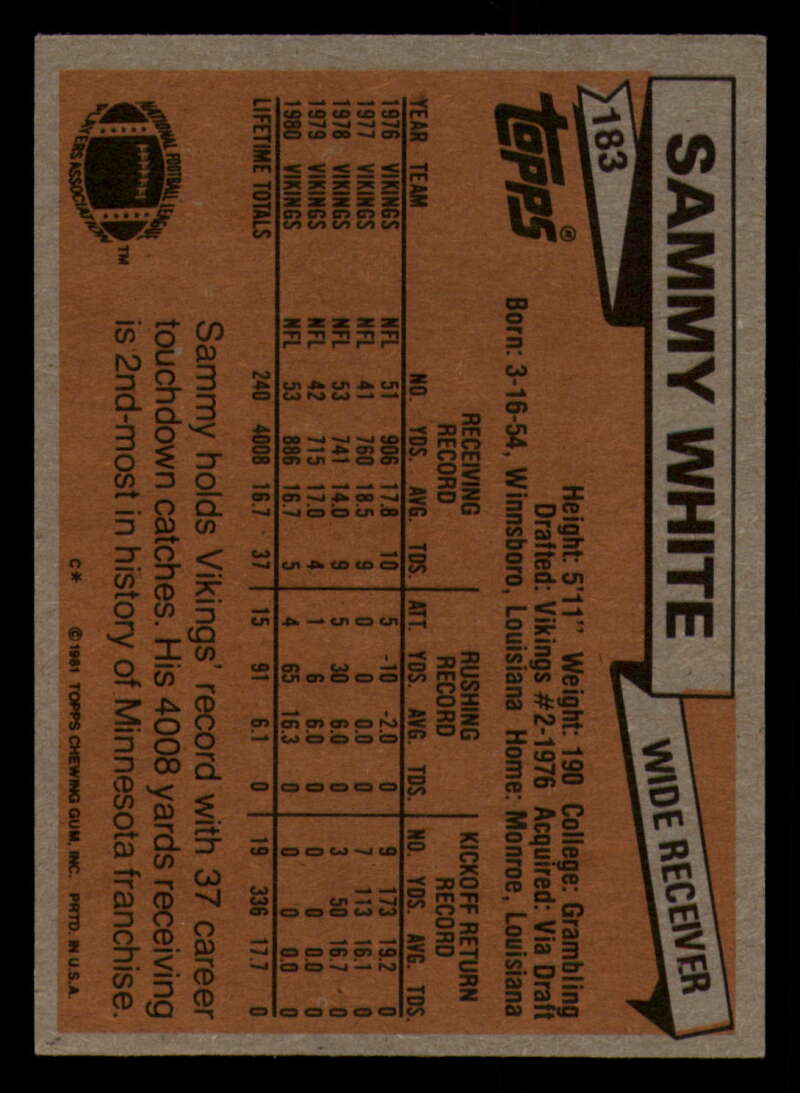 SAMMY WHITE
WIDE RECEIVER
183
topps®
Height: 5'11" Weight: 190 College: Grambling
Drafted: Vikings #2-1976 Acquired: Via Draft
Born: 3-16-54, Winnsboro, Louisiana Home: Monroe, Louisiana
RECEIVING RECORD RUSHING RECORD KICKOFF RETURN RECORD
YEAR TEAM NO. YDS. AVG. TDS. ATT. YDS. AVG. TDS. NO. YDS. AVG. TDS.
1976 VIKINGS NFL 51 906 17.8 10 5 -10 -2.0 0 9 173 19.2 0
1977 VIKINGS NFL 41 760 18.5 9 0 0 0.0 0 7 113 16.1 0
1978 VIKINGS NFL 53 741 14.0 9 5 30 6.0 0 3 50 16.7 0
1979 VIKINGS NFL 42 715 17.0 4 1 6 6.0 0 0 0 0.0 0
1980 VIKINGS NFL 53 886 16.7 5 4 65 16.3 0 0 0 0.0 0
LIFETIME TOTALS 240 4008 16.7 37 15 91 6.1 0 19 336 17.7 0
NATIONAL FOOTBALL LEAGUE
PLAYERS ASSOCIATION
TM
Sammy holds Vikings' record with 37 career
touchdown catches. His 4008 yards receiving
is 2nd-most in history of Minnesota franchise.
C* ©1981 TOPPS CHEWING GUM, INC. PRTD. IN U.S.A.